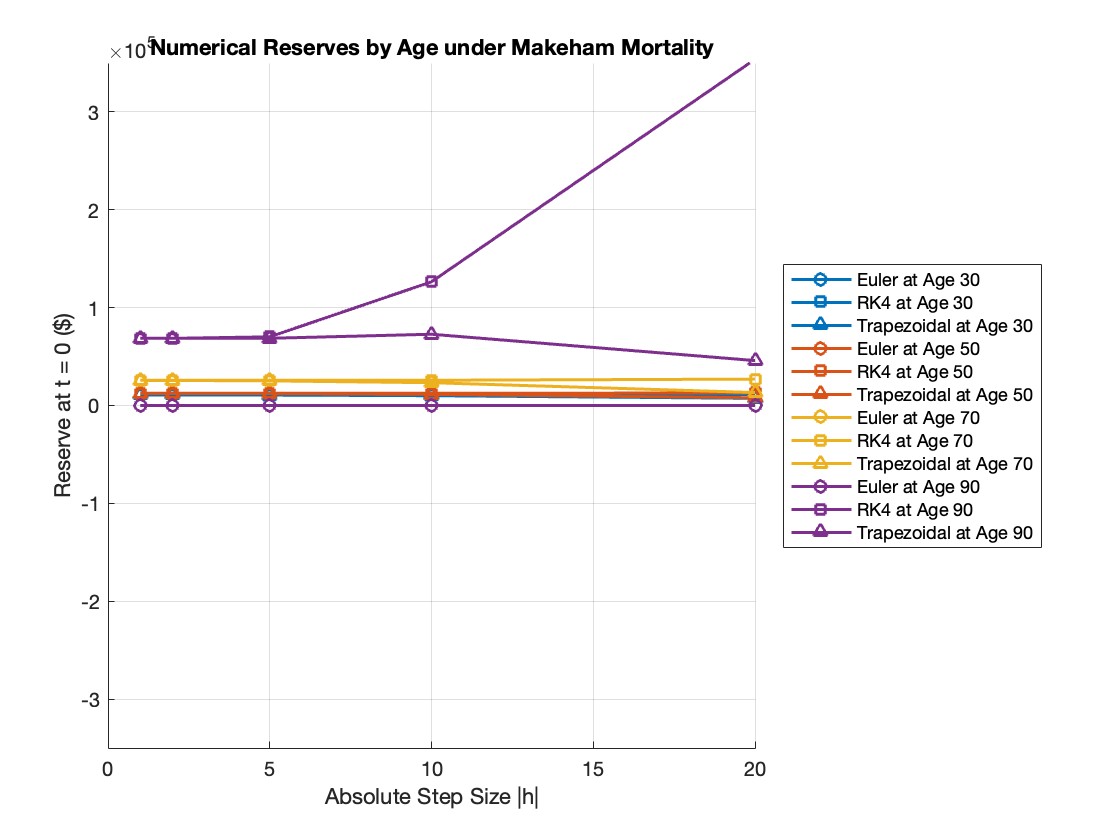 ×10⁵
Numerical Reserves by Age under Makeham Mortality
3
2
1
0
-1
-2
-3
Reserve at t = 0 ($)
0 5 10 15 20
Absolute Step Size |h|
Euler at Age 30
RK4 at Age 30
Trapezoidal at Age 30
Euler at Age 50
RK4 at Age 50
Trapezoidal at Age 50
Euler at Age 70
RK4 at Age 70
Trapezoidal at Age 70
Euler at Age 90
RK4 at Age 90
Trapezoidal at Age 90